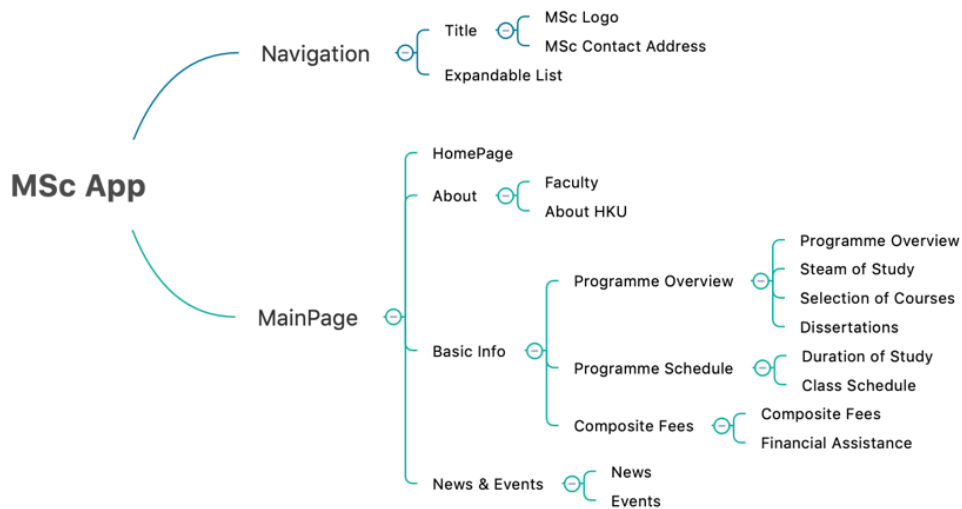 MSc App
Navigation
Title
MSc Logo
MSc Contact Address
Expandable List
MainPage
HomePage
About
Faculty
About HKU
Basic Info
Programme Overview
Programme Overview
Steam of Study
Selection of Courses
Dissertations
Programme Schedule
Duration of Study
Class Schedule
Composite Fees
Composite Fees
Financial Assistance
News & Events
News
Events